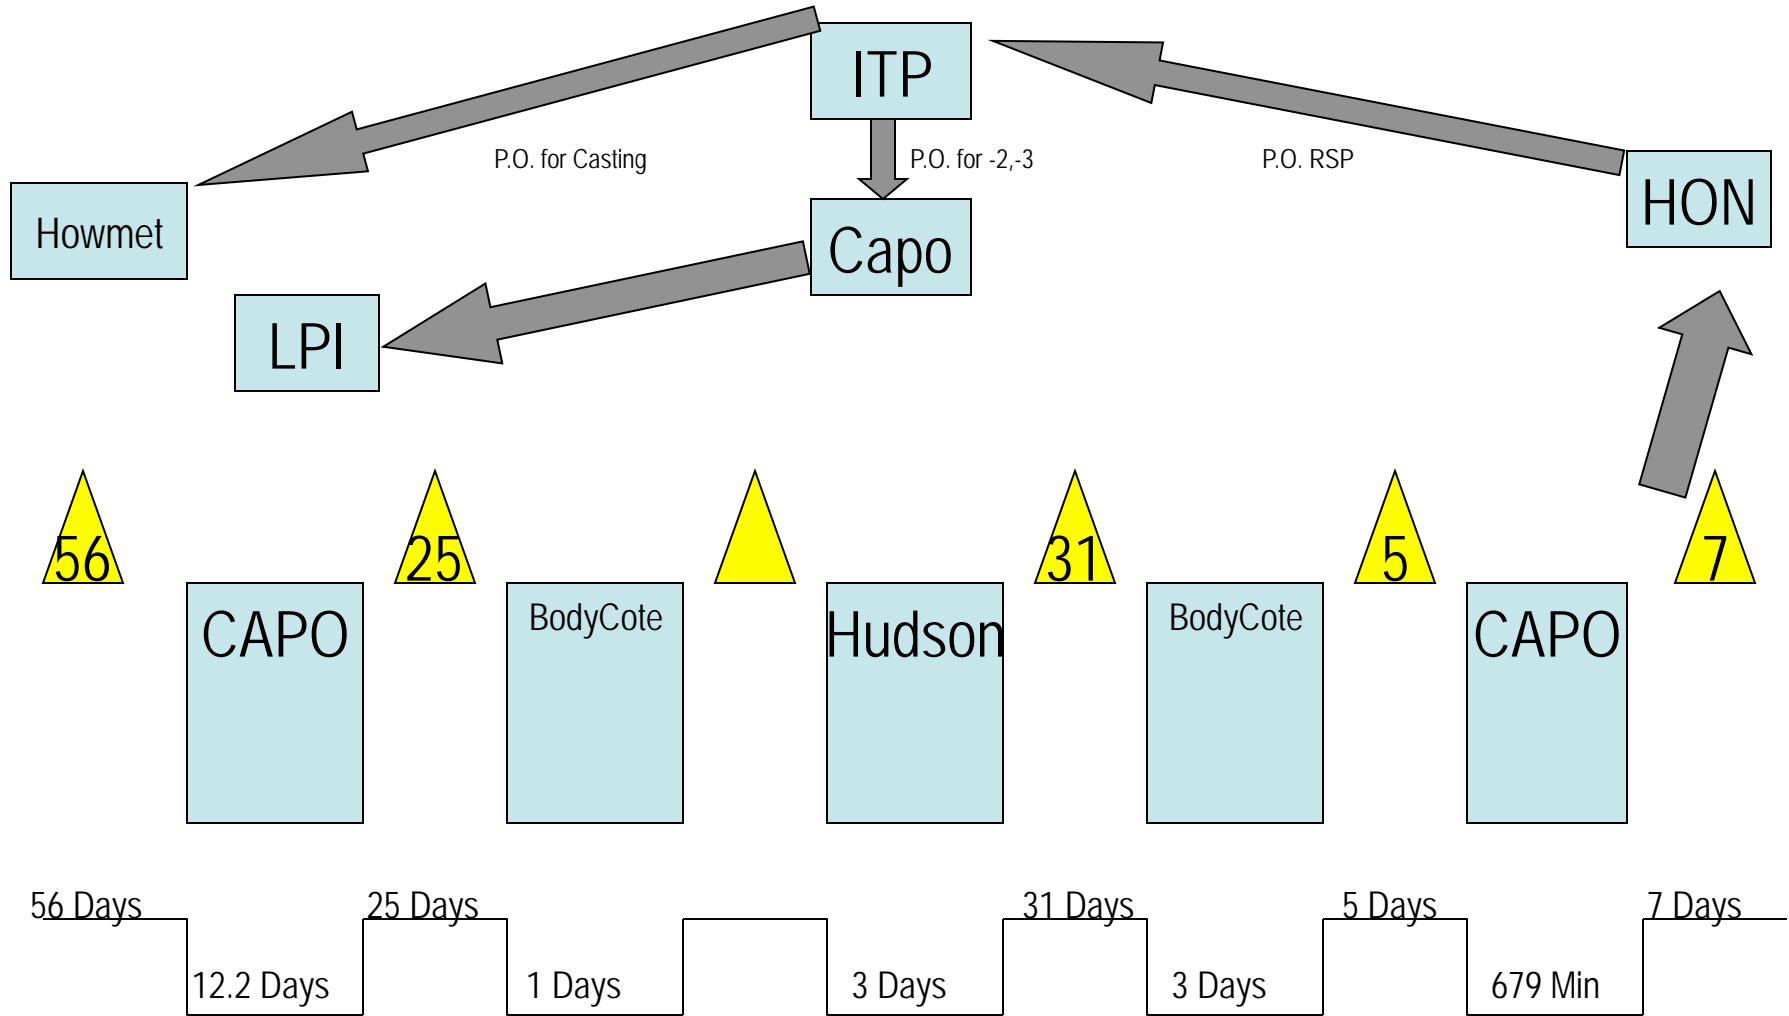 ITP
P.O. for Casting
P.O. for -2,-3
P.O. RSP
HON
Howmet
Capo
LPI
56
25
31
5
7
CAPO
BodyCote
Hudson
BodyCote
CAPO
56 Days
25 Days
31 Days
5 Days
7 Days
12.2 Days
1 Days
3 Days
3 Days
679 Min